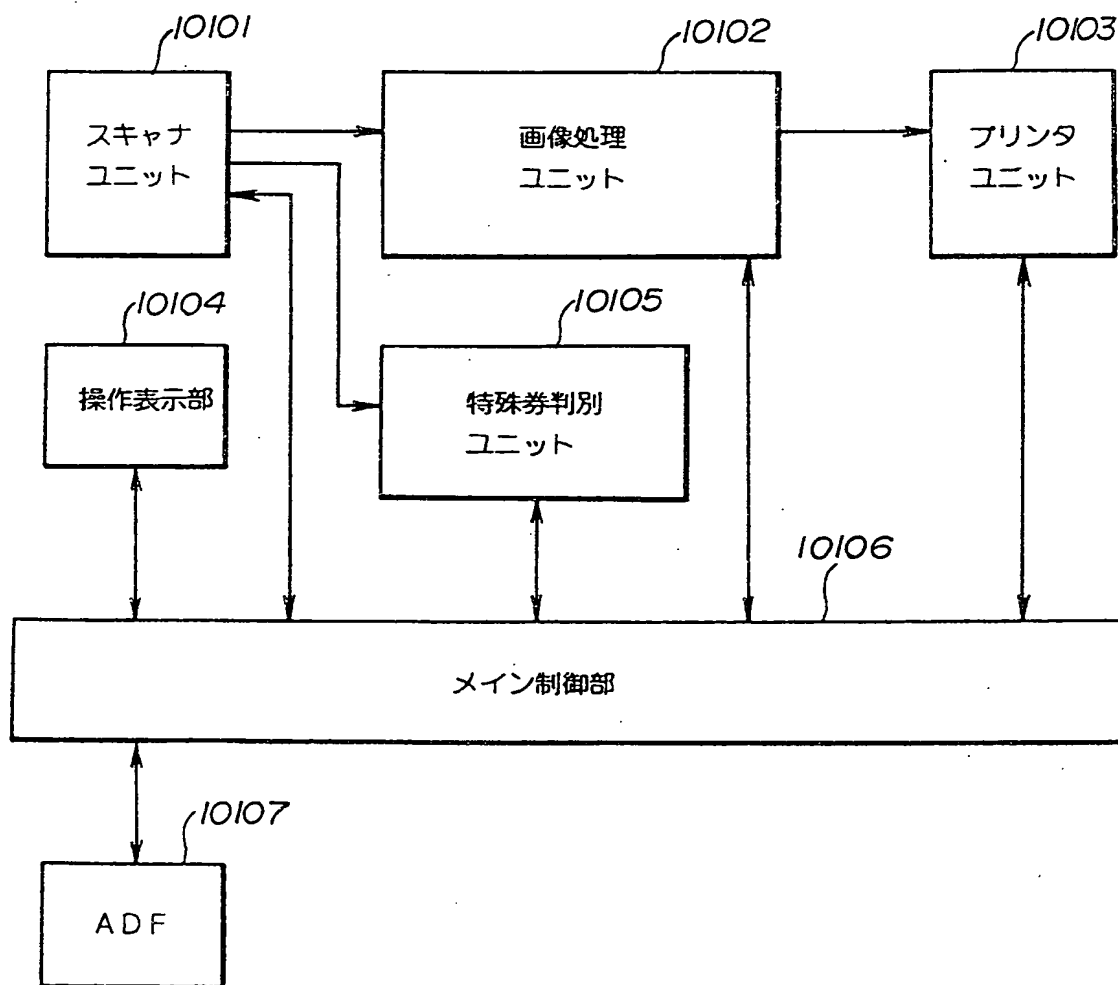 10101
スキャナ
ユニット
10102
画像処理
ユニット
10103
プリンタ
ユニット
10104
操作表示部
10105
特殊券判別
ユニット
10106
メイン制御部
10107
ADF